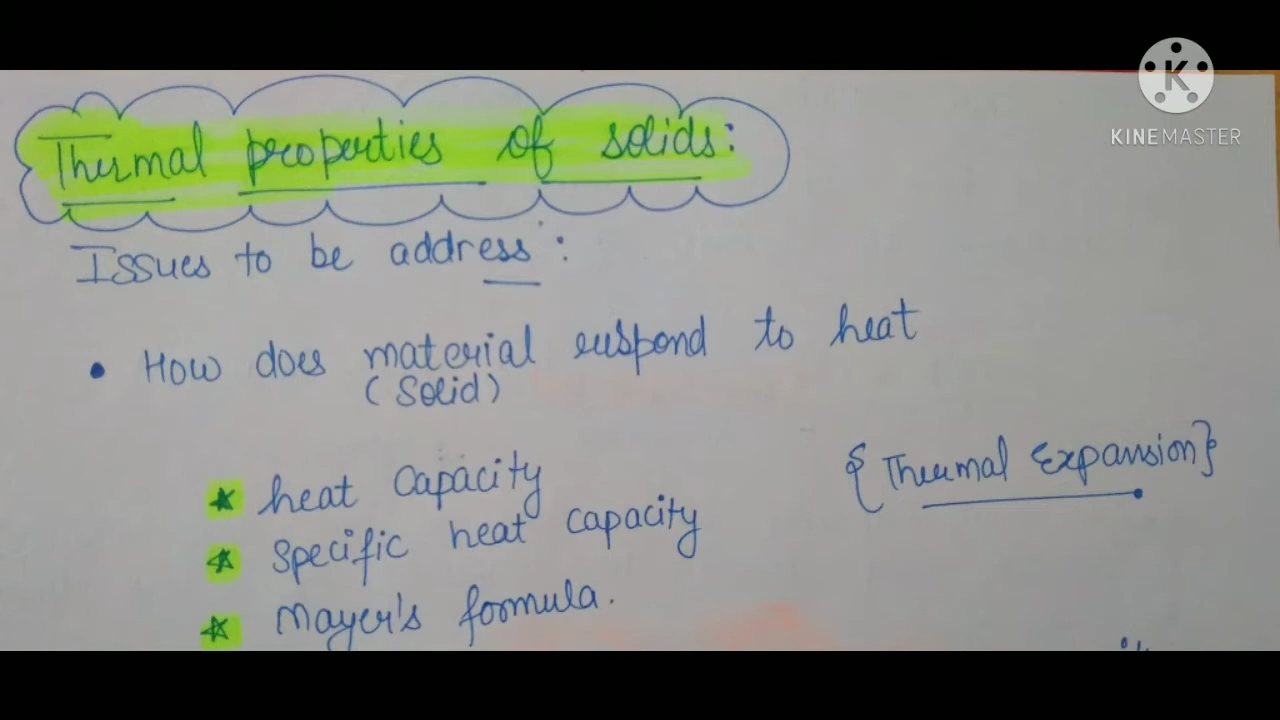 KINEMASTER
Thermal properties of solids:
Issues to be address:
• How does material respond to heat
(Solid)
{Thermal Expansion}
★ heat capacity
★ specific heat capacity
★ Mayer's formula.